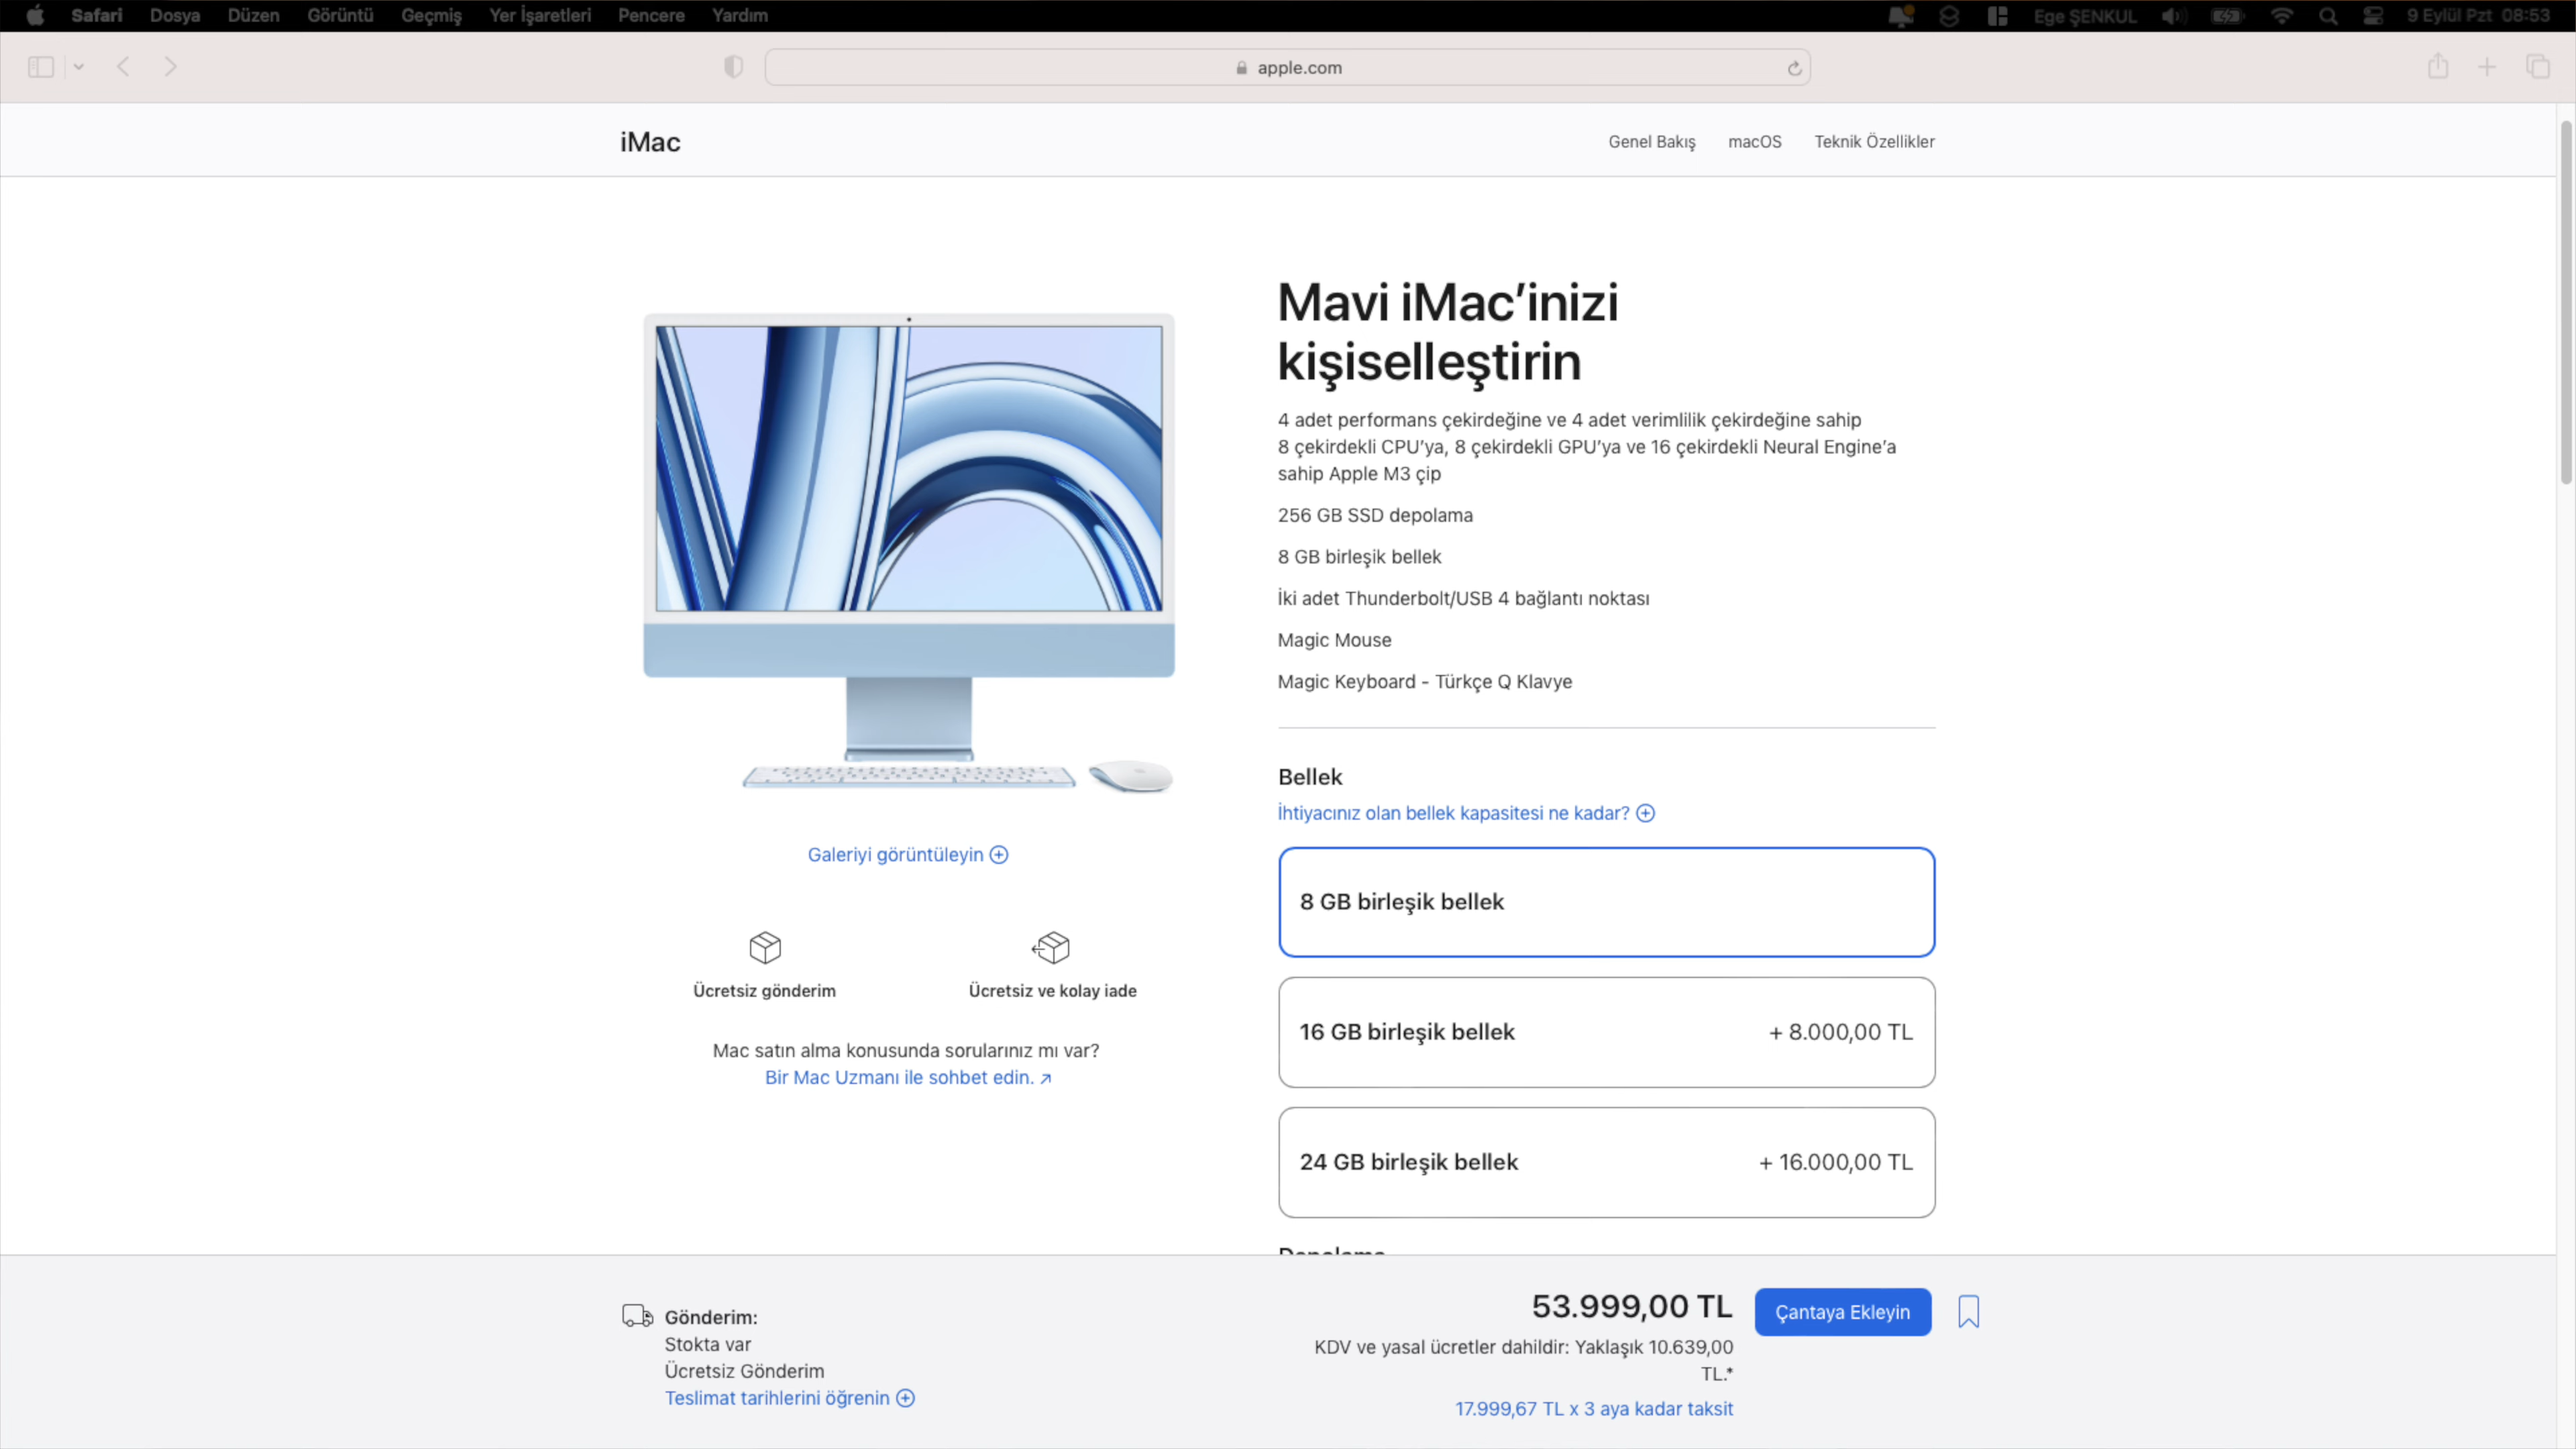 Safari Dosya Düzen Görüntü Geçmiş Yer İşaretleri Pencere Yardım
Ege ŞENKUL 9 Eylül Pzt 08:53
apple.com
iMac
Genel Bakış macOS Teknik Özellikler
Mavi iMac’inizi
kişiselleştirin
4 adet performans çekirdeğine ve 4 adet verimlilik çekirdeğine sahip
8 çekirdekli CPU’ya, 8 çekirdekli GPU’ya ve 16 çekirdekli Neural Engine’a
sahip Apple M3 çip
256 GB SSD depolama
8 GB birleşik bellek
İki adet Thunderbolt/USB 4 bağlantı noktası
Magic Mouse
Magic Keyboard - Türkçe Q Klavye
Galeriyi görüntüleyin
Ücretsiz gönderim
Ücretsiz ve kolay iade
Mac satın alma konusunda sorularınız mı var?
Bir Mac Uzmanı ile sohbet edin. ↗
Bellek
İhtiyacınız olan bellek kapasitesi ne kadar?
8 GB birleşik bellek
16 GB birleşik bellek + 8.000,00 TL
24 GB birleşik bellek + 16.000,00 TL
Depolama
Gönderim:
Stokta var
Ücretsiz Gönderim
Teslimat tarihlerini öğrenin
53.999,00 TL
KDV ve yasal ücretler dahildir: Yaklaşık 10.639,00
TL.*
17.999,67 TL x 3 aya kadar taksit
Çantaya Ekleyin